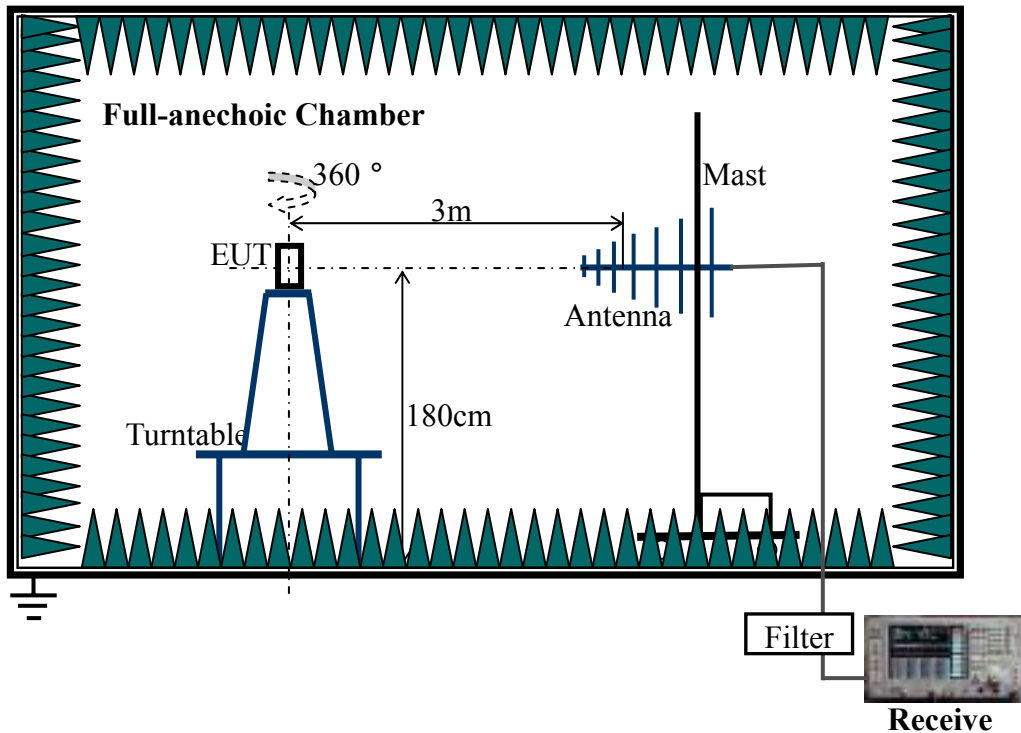 Full-anechoic Chamber
360 °
Mast
3m
EUT
Antenna
180cm
Turntable
Filter
Receive